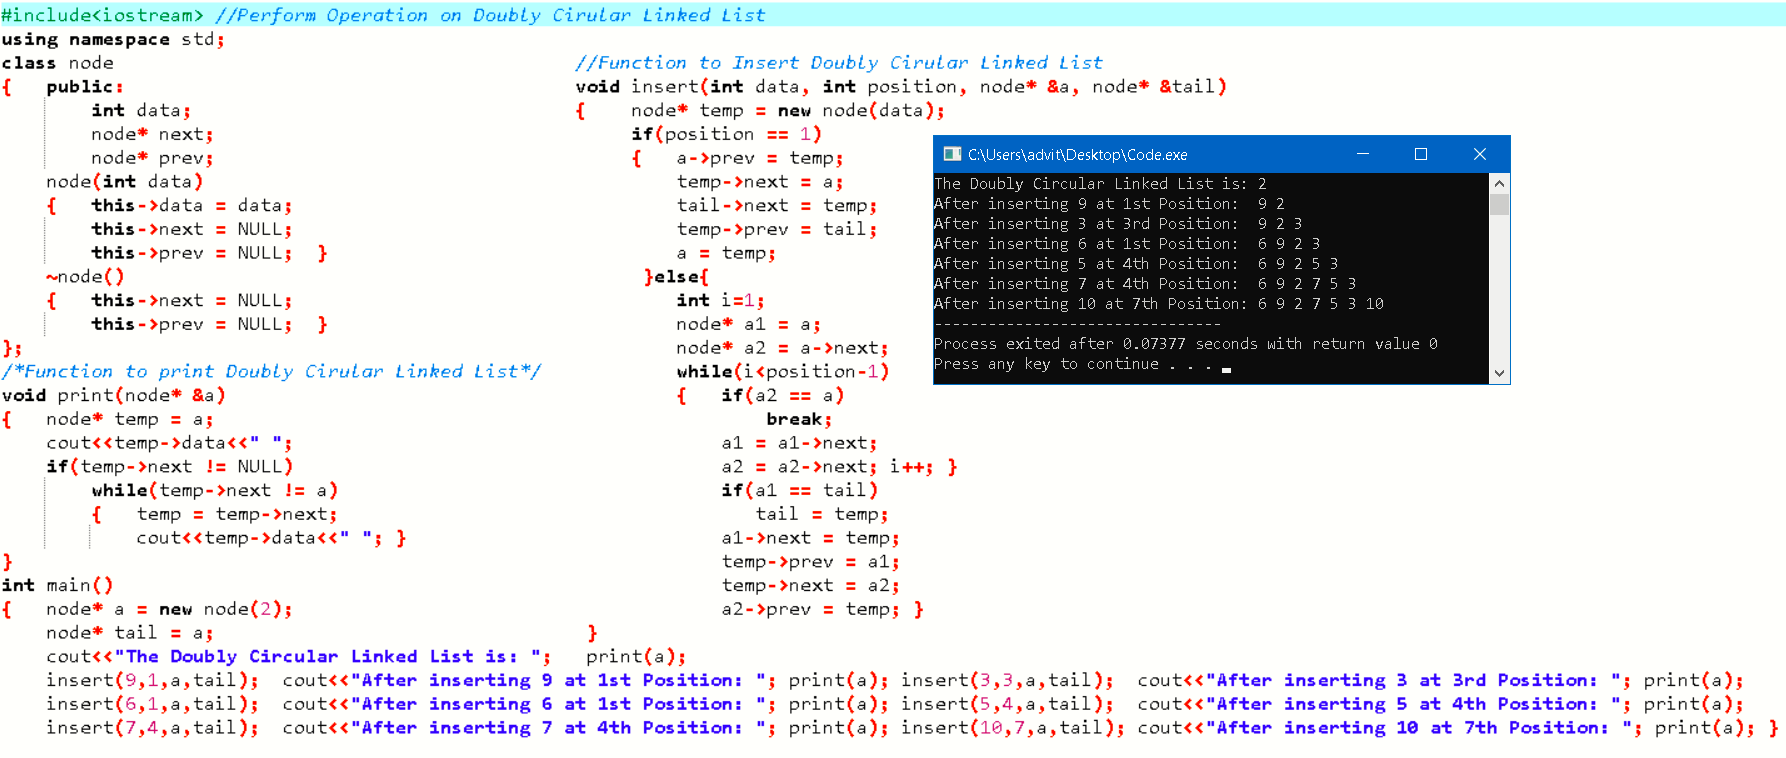 #include<iostream> //Perform Operation on Doubly Cirular Linked List
using namespace std;
class node
{   public:
        int data;
        node* next;
        node* prev;
    node(int data)
    {   this->data = data;
        this->next = NULL;
        this->prev = NULL;  }
    ~node()
    {   this->next = NULL;
        this->prev = NULL;  }
};
/*Function to print Doubly Cirular Linked List*/
void print(node* &a)
{   node* temp = a;
    cout<<temp->data<<" ";
    if(temp->next != NULL)
        while(temp->next != a)
        {   temp = temp->next;
            cout<<temp->data<<" "; }
}
//Function to Insert Doubly Cirular Linked List
void insert(int data, int position, node* &a, node* &tail)
{    node* temp = new node(data);
     if(position == 1)
     {   a->prev = temp;
         temp->next = a;
         tail->next = temp;
         temp->prev = tail;
         a = temp;
      }else{
         int i=1;
         node* a1 = a;
         node* a2 = a->next;
         while(i<position-1)
         {   if(a2 == a)
                 break;
             a1 = a1->next;
             a2 = a2->next; i++; }
             if(a1 == tail)
                tail = temp;
             a1->next = temp;
             temp->prev = a1;
             temp->next = a2;
             a2->prev = temp; }
}
int main()
{   node* a = new node(2);
    node* tail = a;
    cout<<"The Doubly Circular Linked List is: ";   print(a);
    insert(9,1,a,tail);  cout<<"After inserting 9 at 1st Position: "; print(a); insert(3,3,a,tail);  cout<<"After inserting 3 at 3rd Position: "; print(a);
    insert(6,1,a,tail);  cout<<"After inserting 6 at 1st Position: "; print(a); insert(5,4,a,tail);  cout<<"After inserting 5 at 4th Position: "; print(a);
    insert(7,4,a,tail);  cout<<"After inserting 7 at 4th Position: "; print(a); insert(10,7,a,tail); cout<<"After inserting 10 at 7th Position: "; print(a); }
C:\Users\advit\Desktop\Code.exe
The Doubly Circular Linked List is: 2
After inserting 9 at 1st Position:  9 2
After inserting 3 at 3rd Position:  9 2 3
After inserting 6 at 1st Position:  6 9 2 3
After inserting 5 at 4th Position:  6 9 2 5 3
After inserting 7 at 4th Position:  6 9 2 7 5 3
After inserting 10 at 7th Position: 6 9 2 7 5 3 10
--------------------------------
Process exited after 0.07377 seconds with return value 0
Press any key to continue . . .